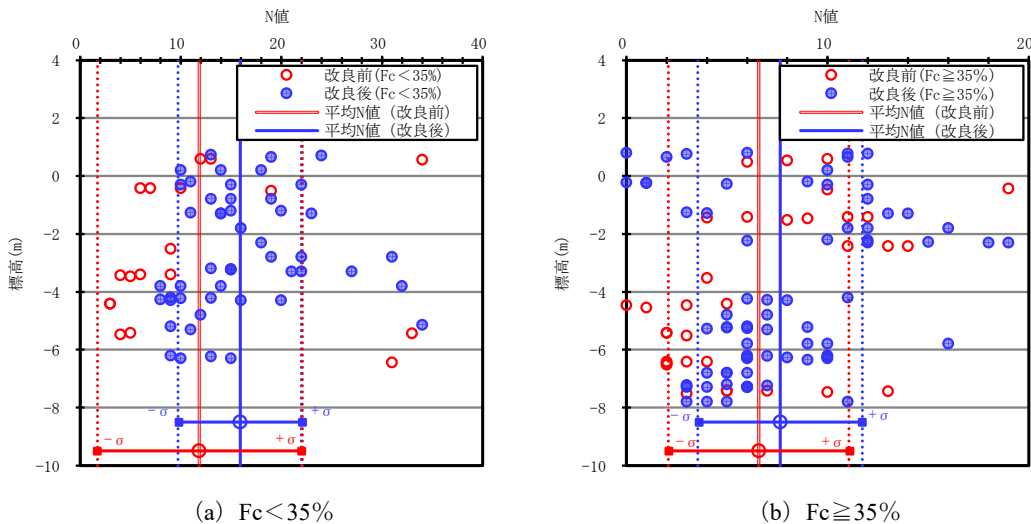 N値
0 10 20 30 40
4
2
0
−2
−4
−6
−8
−10
標高(m)
改良前(Fc＜35%)
改良後(Fc＜35%)
平均N値 (改良前)
平均N値 (改良後)
−σ
+σ
−σ
+σ
(a) Fc＜35%
N値
0 10 20
4
2
0
−2
−4
−6
−8
−10
標高(m)
改良前(Fc≧35%)
改良後(Fc≧35%)
平均N値 (改良前)
平均N値 (改良後)
−σ
+σ
−σ
+σ
(b) Fc≧35%